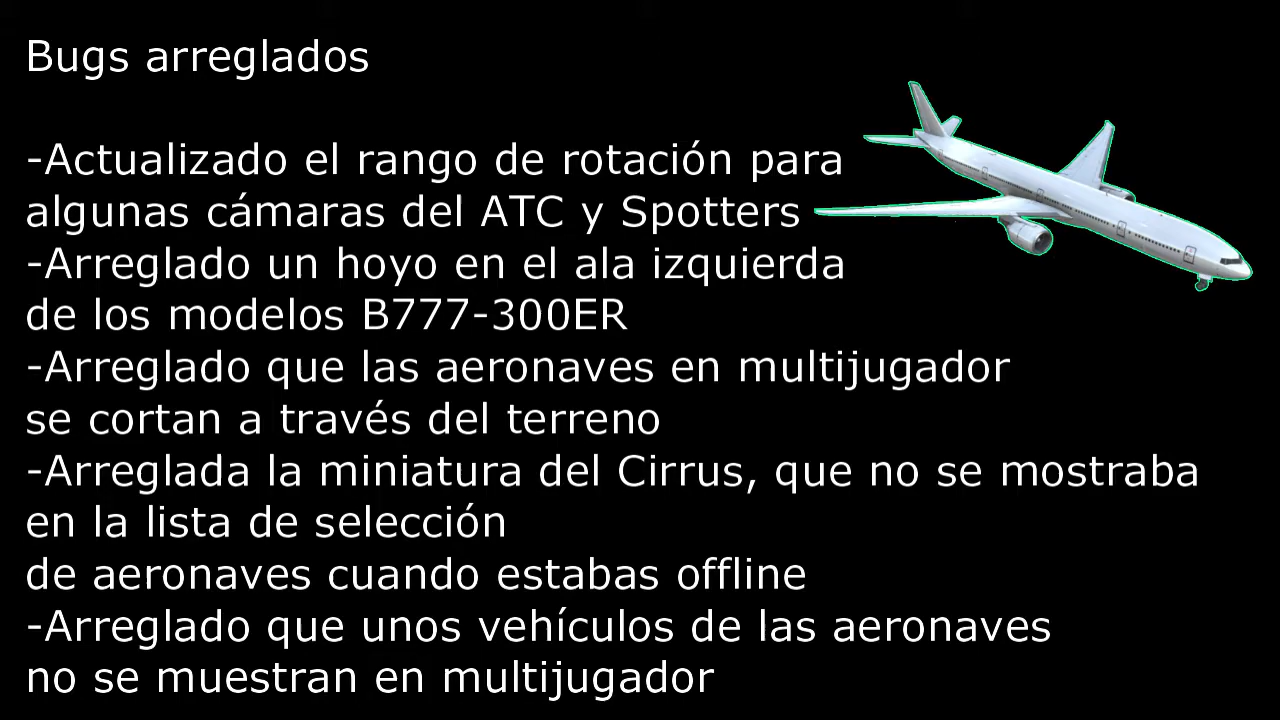 Bugs arreglados
-Actualizado el rango de rotación para
algunas cámaras del ATC y Spotters
-Arreglado un hoyo en el ala izquierda
de los modelos B777-300ER
-Arreglado que las aeronaves en multijugador
se cortan a través del terreno
-Arreglada la miniatura del Cirrus, que no se mostraba
en la lista de selección
de aeronaves cuando estabas offline
-Arreglado que unos vehículos de las aeronaves
no se muestran en multijugador